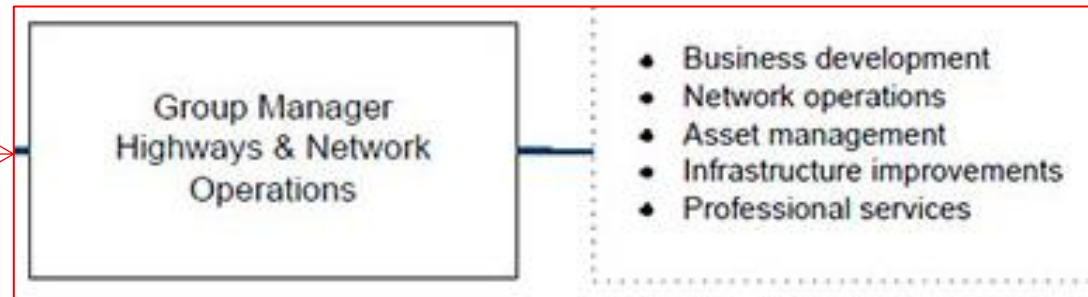 Group Manager
Highways & Network
Operations
• Business development
• Network operations
• Asset management
• Infrastructure improvements
• Professional services